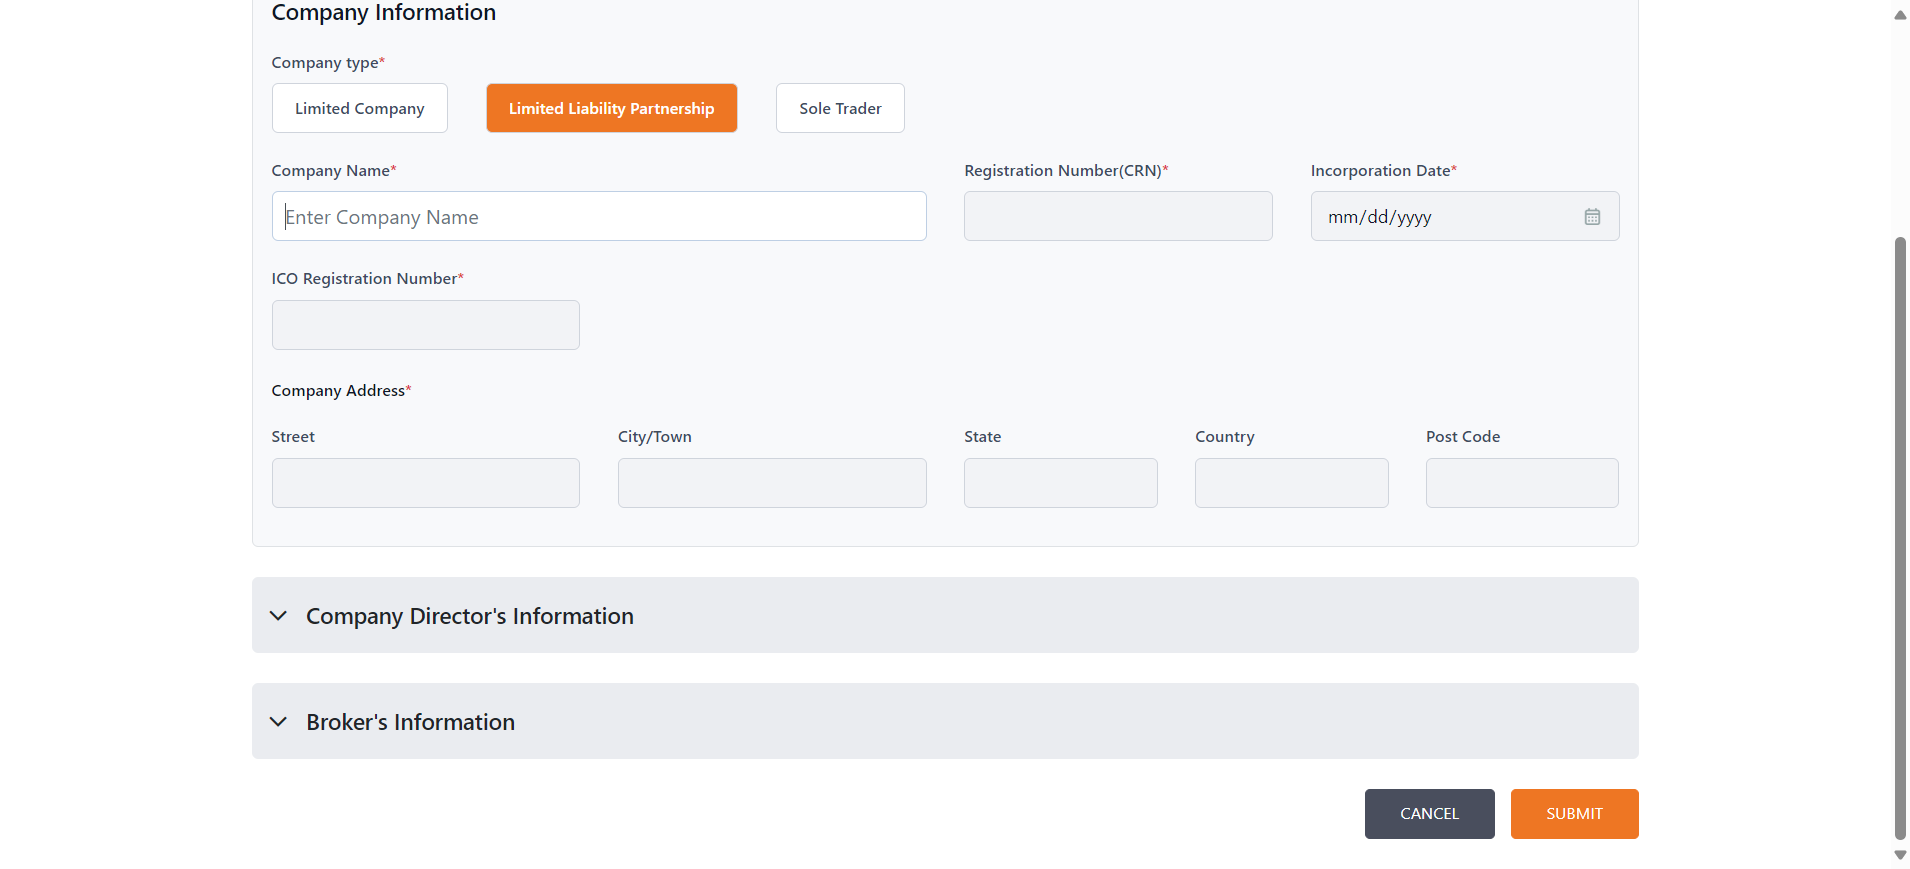 Company Information
Company type*
Limited Company
Limited Liability Partnership
Sole Trader
Company Name*
Registration Number(CRN)*
Incorporation Date*
Enter Company Name
mm/dd/yyyy
ICO Registration Number*
Company Address*
Street
City/Town
State
Country
Post Code
Company Director's Information
Broker's Information
CANCEL
SUBMIT